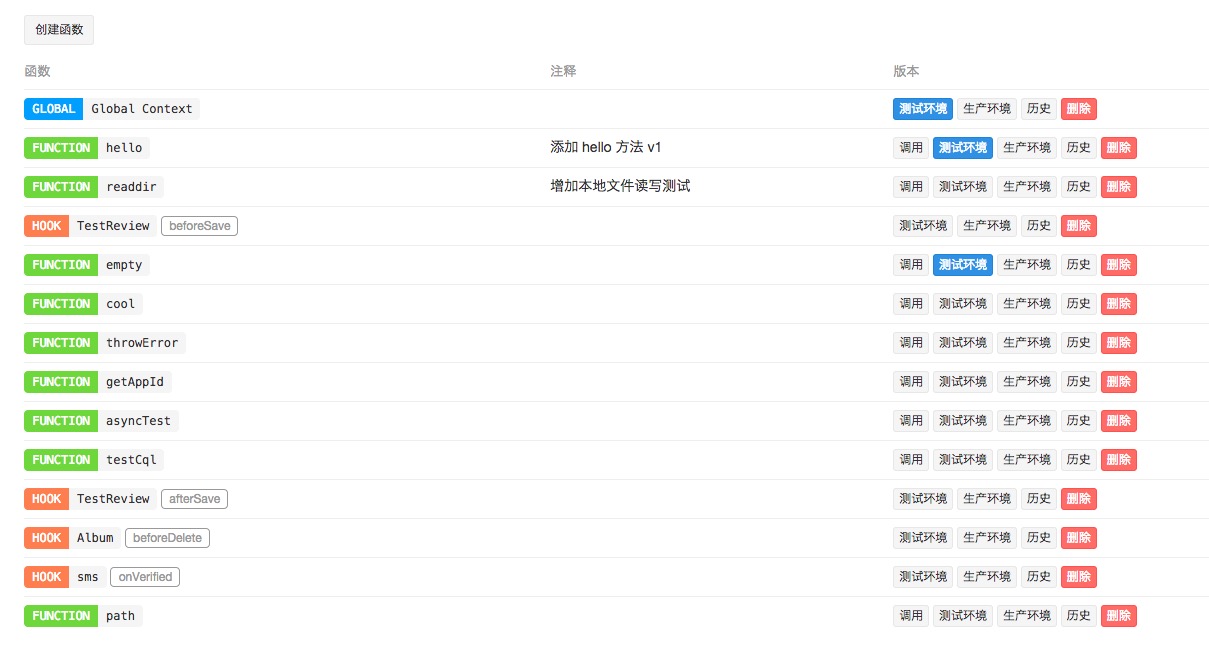 创建函数
函数 注释 版本
GLOBAL Global Context 测试环境 生产环境 历史 删除
FUNCTION hello 添加 hello 方法 v1 调用 测试环境 生产环境 历史 删除
FUNCTION readdir 增加本地文件读写测试 调用 测试环境 生产环境 历史 删除
HOOK TestReview beforeSave 测试环境 生产环境 历史 删除
FUNCTION empty 调用 测试环境 生产环境 历史 删除
FUNCTION cool 调用 测试环境 生产环境 历史 删除
FUNCTION throwError 调用 测试环境 生产环境 历史 删除
FUNCTION getAppId 调用 测试环境 生产环境 历史 删除
FUNCTION asyncTest 调用 测试环境 生产环境 历史 删除
FUNCTION testCql 调用 测试环境 生产环境 历史 删除
HOOK TestReview afterSave 测试环境 生产环境 历史 删除
HOOK Album beforeDelete 测试环境 生产环境 历史 删除
HOOK sms onVerified 测试环境 生产环境 历史 删除
FUNCTION path 调用 测试环境 生产环境 历史 删除